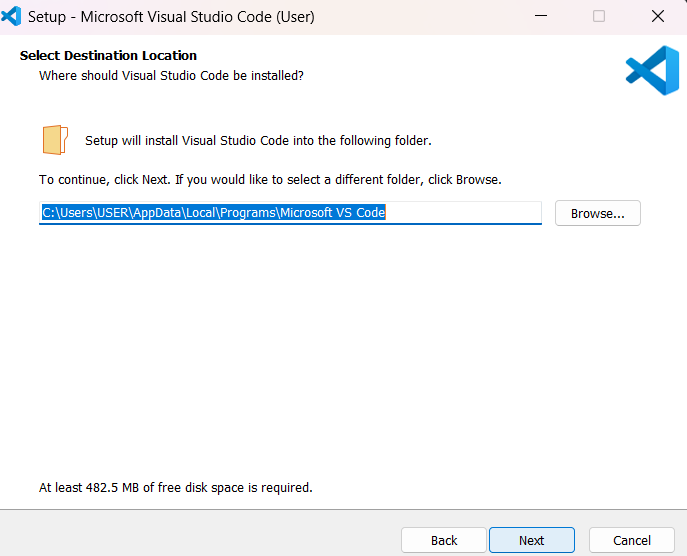 Setup - Microsoft Visual Studio Code (User)
Select Destination Location
Where should Visual Studio Code be installed?
Setup will install Visual Studio Code into the following folder.
To continue, click Next. If you would like to select a different folder, click Browse.
C:\Users\USER\AppData\Local\Programs\Microsoft VS Code
Browse...
At least 482.5 MB of free disk space is required.
Back
Next
Cancel